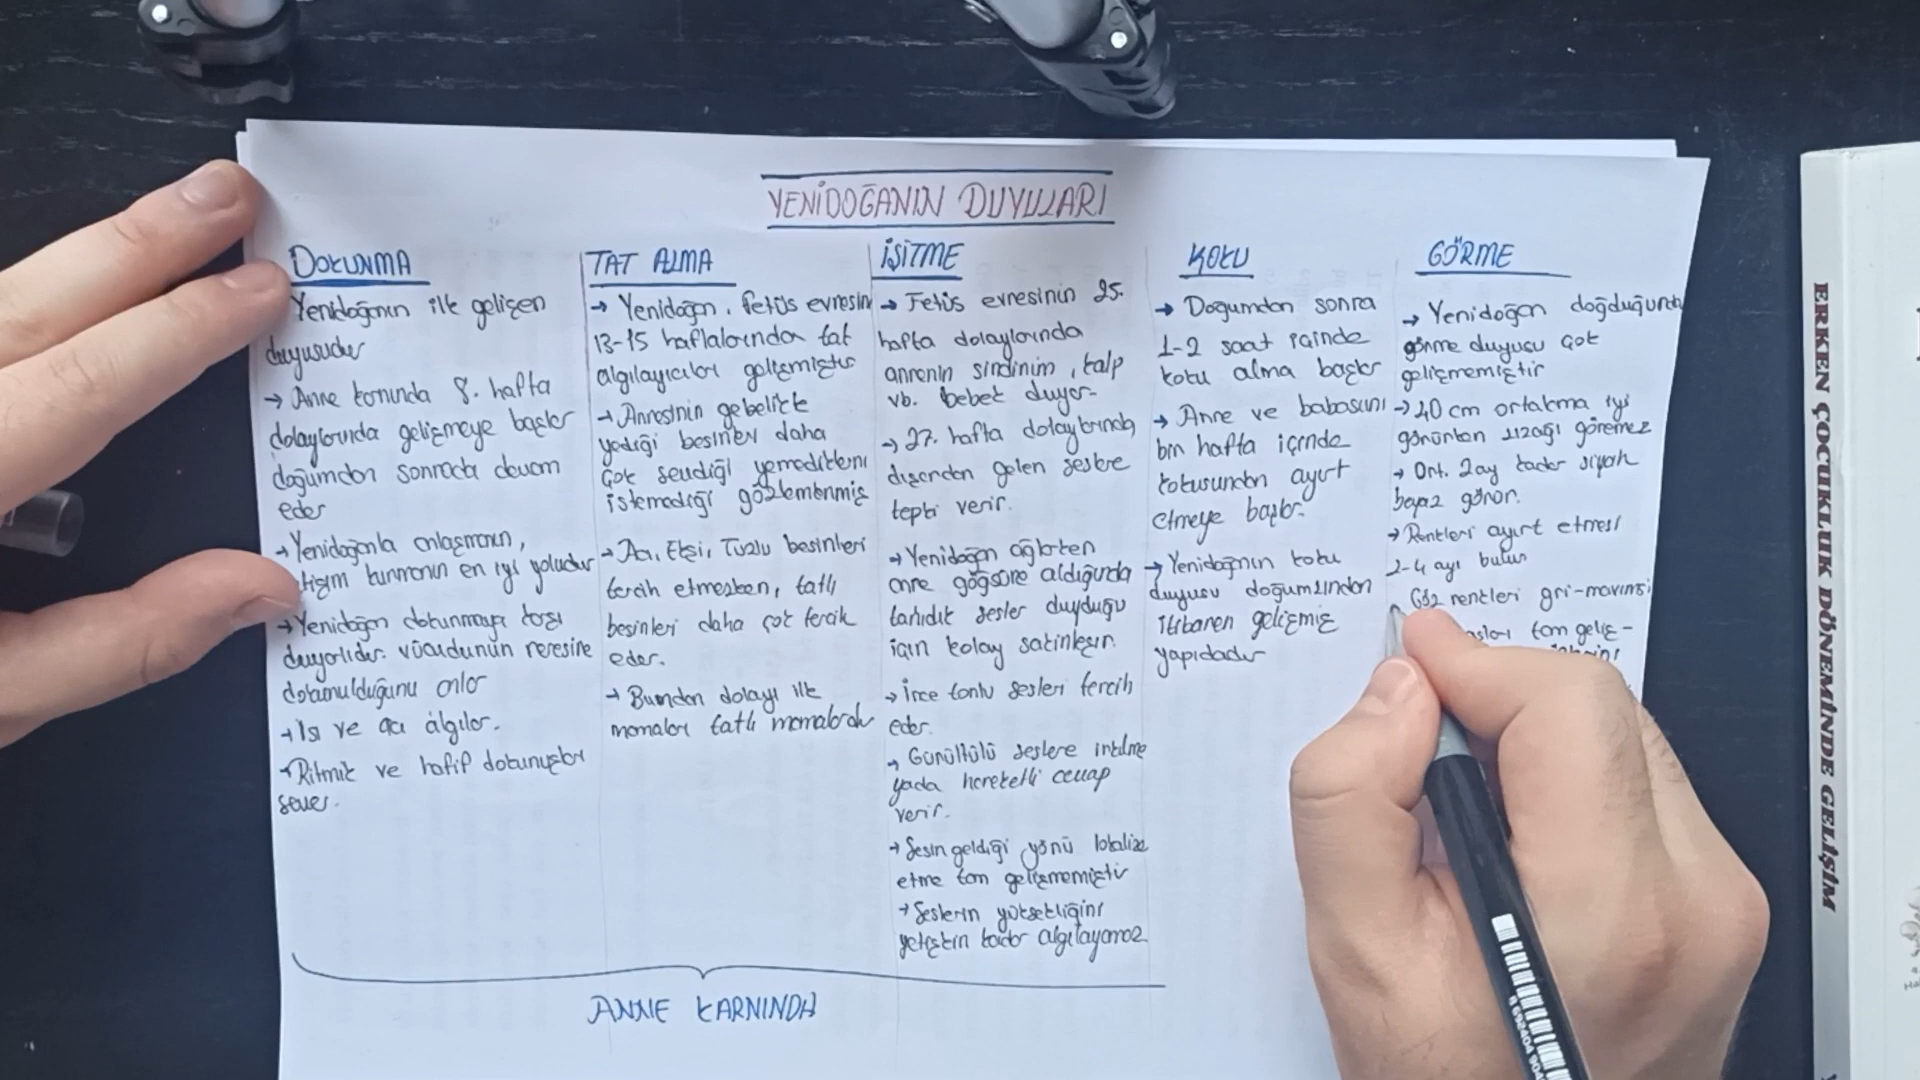 YENİDOĞANIN DUYULARI
DOKUNMA
Yenidoğanın ilk gelişen
duyusudur
→ Anne karnında 8. hafta
dolaylarında gelişmeye başlar
doğumdan sonrada devam
eder
→ Yenidoğanla anlaşmanın,
kurmanın en iyi yoludur
→ Yenidoğan dokunmaya karşı
duyarlıdır. vücudunun neresine
dokunulduğunu anlar
→ Isı ve acı algılar.
→ Ritmik ve hafif dokunuşları
sever.
TAT ALMA
→ Yenidoğan, fetüs evresin
13-15 haftalarından tat
algılayıcıları gelişmiştir
→ Annesinin gebelikte
yediği besinleri daha
çok sevdiği yemediklerini
istemediği gözlemlenmiş
→ Acı, Ekşi, Tuzlu besinleri
tercih etmezken, tatlı
besinleri daha çok tercih
eder.
→ Bundan dolayı ilk
mamalar tatlı mamalardır
İŞİTME
→ Fetüs evresinin 25.
hafta dolaylarında
annenin sindirim, kalp
vb. bebek duyar-
→ 27. hafta dolaylarında
dışarıdan gelen seslere
tepki verir.
→ Yenidoğan ağlarken
anne göğsüne aldığında
tanıdık sesler duyduğu
için kolay sakinleşir.
→ İnce tonlu sesleri tercih
eder.
→ Gürültülü seslere irkilme
yada hareketli cevap
verir.
→ Sesin geldiği yönü lokalize
etme tam gelişmemiştir
→ Seslerin yüksekliğini
yetişkin kadar algılayamaz
ANNE KARNINDA
KOKU
→ Doğumdan sonra
1-2 saat içinde
koku alma başlar
→ Anne ve babasını
bir hafta içinde
kokusundan ayırt
etmeye başlar.
→ Yenidoğanın koku
duyusu doğumundan
itibaren gelişmiş
yapıdadır
GÖRME
→ Yenidoğan doğduğunda
görme duyusu çok
gelişmemiştir
→ 40 cm ortalama iyi
görürken uzağı göremez
→ Ort. 2 ay kadar siyah
beyaz görür.
→ Renkleri ayırt etmesi
2-4 ayı bulur
Göz renkleri gri-mavimsi
tam geliş-
ERKEN ÇOCUKLUK DÖNEMİNDE GELİŞİM